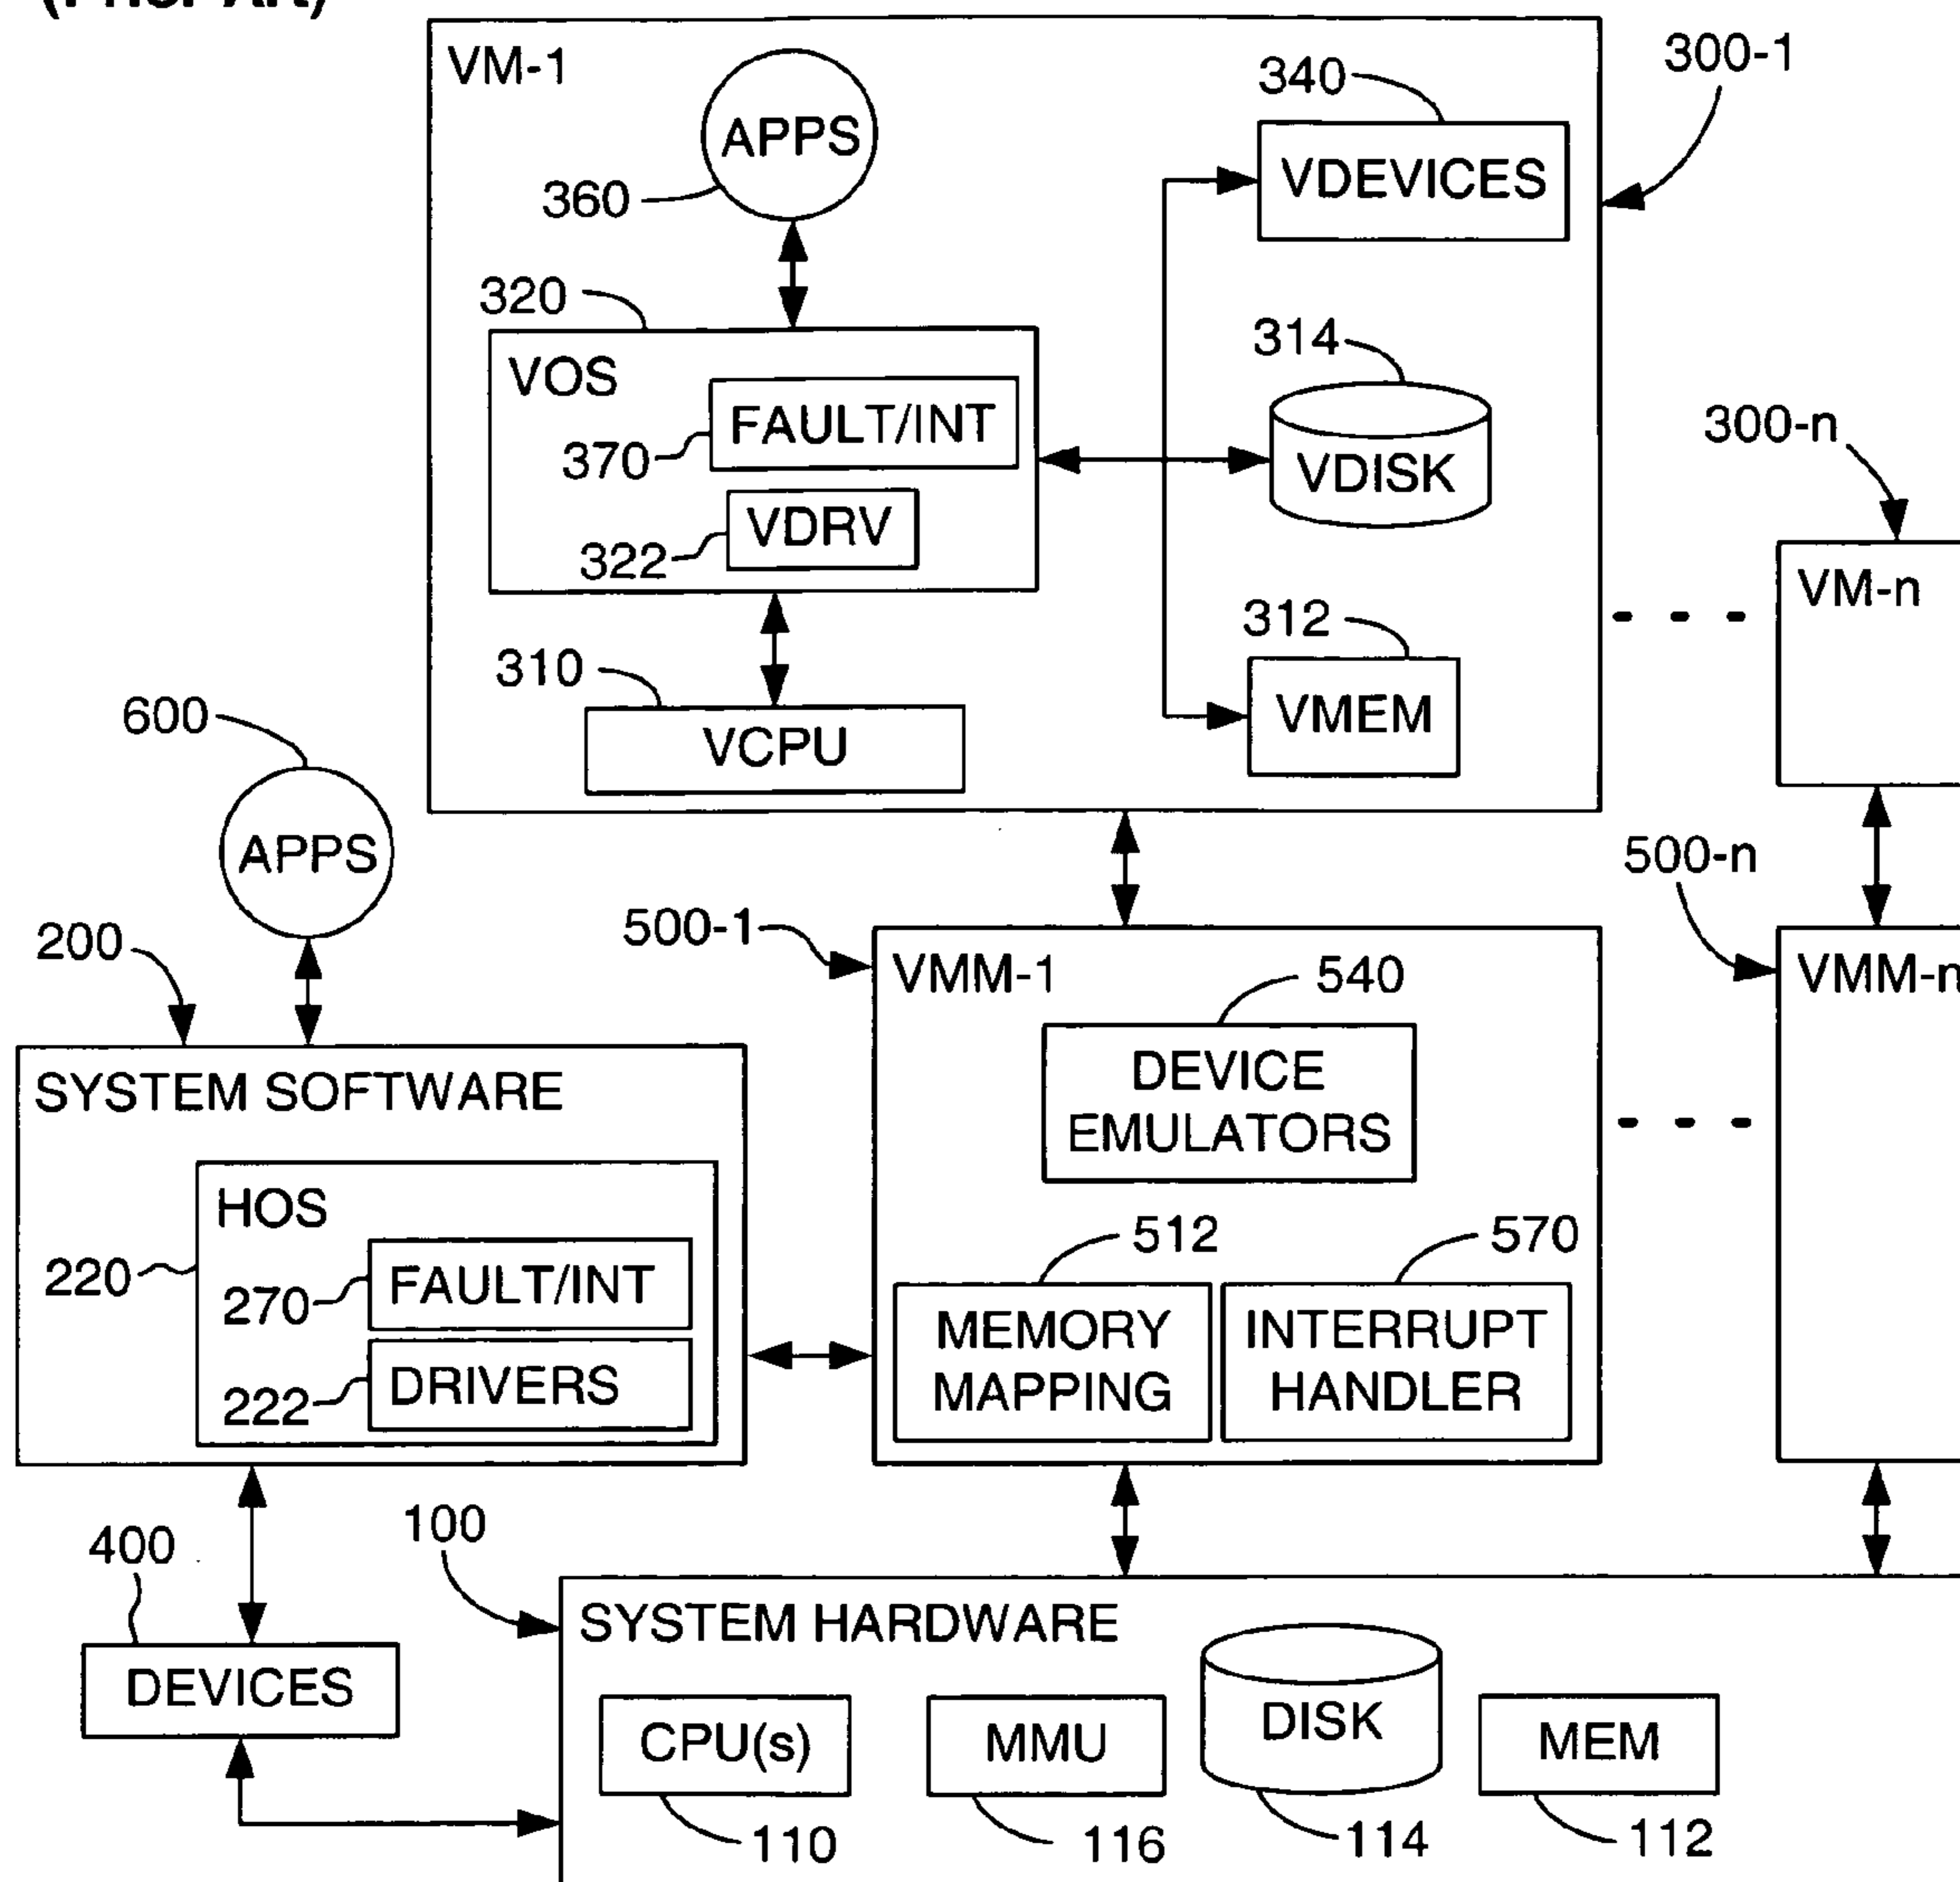 (Prior Art)
VM-1
300-1
340
APPS
VDEVICES
360
320
VOS
314
FAULT/INT
370
300-n
VDISK
VDRV
322
VM-n
312
310
VMEM
600
VCPU
APPS
500-n
500-1
200
VMM-1
540
VMM-n
SYSTEM SOFTWARE
DEVICE
EMULATORS
HOS
512
570
220
270
FAULT/INT
MEMORY
MAPPING
INTERRUPT
HANDLER
222
DRIVERS
100
400
SYSTEM HARDWARE
DEVICES
CPU(s)
MMU
DISK
MEM
110
116
114
112